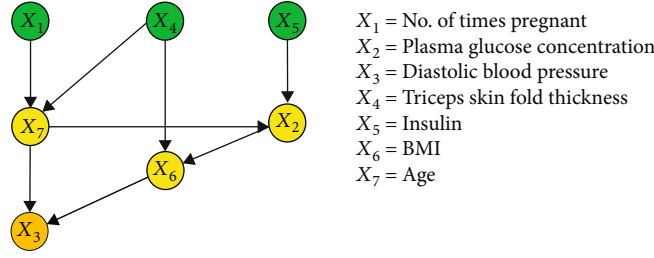 X₁ X₄ X₅
X₇ X₂
X₆
X₃
X₁ = No. of times pregnant
X₂ = Plasma glucose concentration
X₃ = Diastolic blood pressure
X₄ = Triceps skin fold thickness
X₅ = Insulin
X₆ = BMI
X₇ = Age